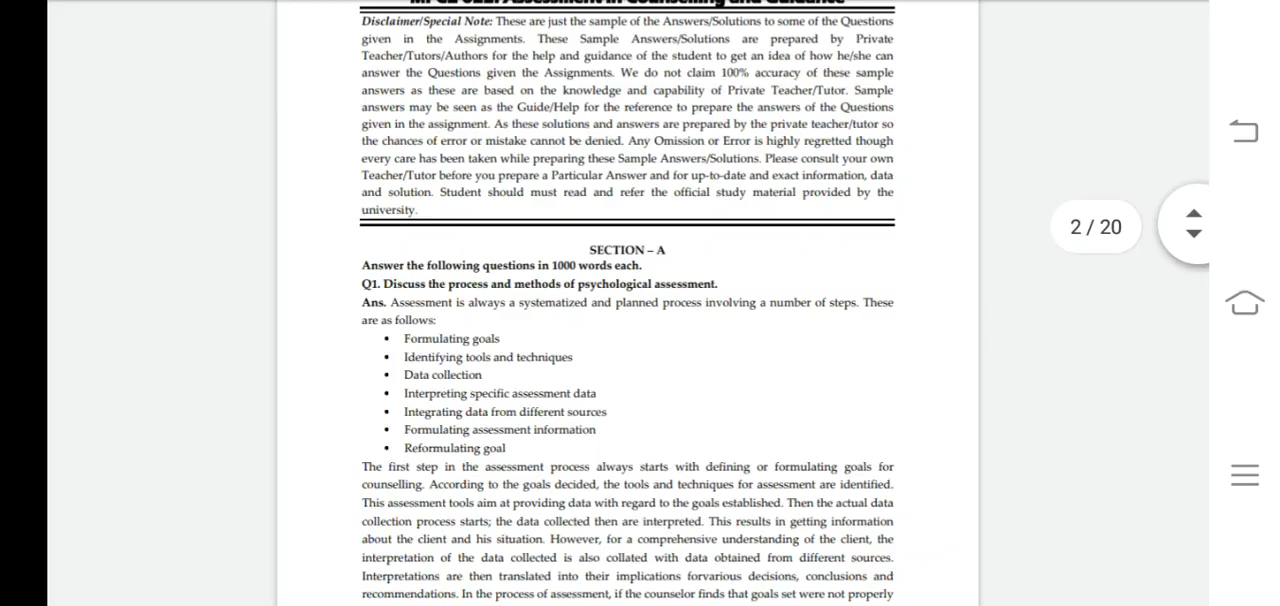 Disclaimer/Special Note: These are just the sample of the Answers/Solutions to some of the Questions
given in the Assignments. These Sample Answers/Solutions are prepared by Private
Teacher/Tutors/Authors for the help and guidance of the student to get an idea of how he/she can
answer the Questions given the Assignments. We do not claim 100% accuracy of these sample
answers as these are based on the knowledge and capability of Private Teacher/Tutor. Sample
answers may be seen as the Guide/Help for the reference to prepare the answers of the Questions
given in the assignment. As these solutions and answers are prepared by the private teacher/tutor so
the chances of error or mistake cannot be denied. Any Omission or Error is highly regretted though
every care has been taken while preparing these Sample Answers/Solutions. Please consult your own
Teacher/Tutor before you prepare a Particular Answer and for up-to-date and exact information, data
and solution. Student should must read and refer the official study material provided by the
university.
2 / 20
SECTION – A
Answer the following questions in 1000 words each.
Q1. Discuss the process and methods of psychological assessment.
Ans. Assessment is always a systematized and planned process involving a number of steps. These
are as follows:
• Formulating goals
• Identifying tools and techniques
• Data collection
• Interpreting specific assessment data
• Integrating data from different sources
• Formulating assessment information
• Reformulating goal
The first step in the assessment process always starts with defining or formulating goals for
counselling. According to the goals decided, the tools and techniques for assessment are identified.
This assessment tools aim at providing data with regard to the goals established. Then the actual data
collection process starts; the data collected then are interpreted. This results in getting information
about the client and his situation. However, for a comprehensive understanding of the client, the
interpretation of the data collected is also collated with data obtained from different sources.
Interpretations are then translated into their implications forvarious decisions, conclusions and
recommendations. In the process of assessment, if the counselor finds that goals set were not properly